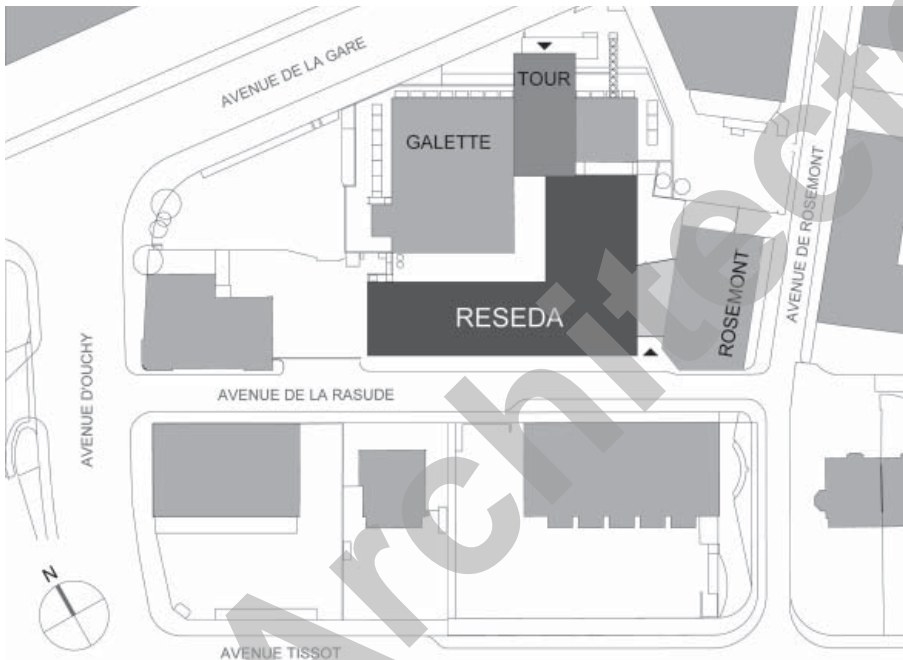 AVENUE DE LA GARE
TOUR
GALETTE
AVENUE DE ROSEMONT
ROSEMONT
RESEDA
AVENUE D'OUCHY
AVENUE DE LA RASUDE
N
AVENUE TISSOT
Architecte